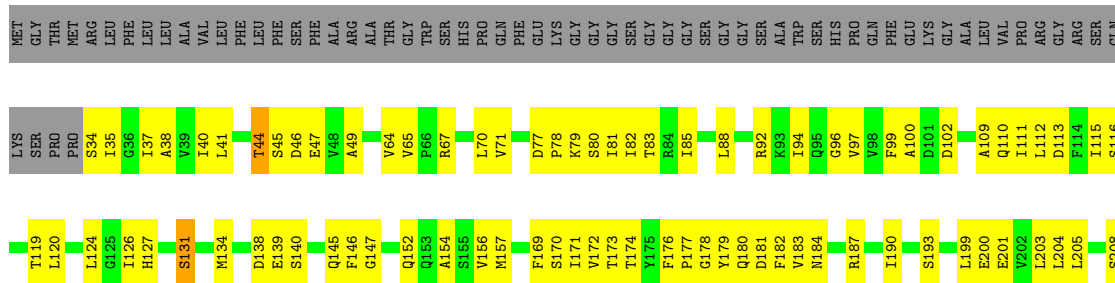 MET GLY THR MET ARG LEU PHE LEU LEU ALA VAL LEU PHE LEU PHE SER PHE ALA ARG ALA THR GLY TRP SER HIS PRO GLN PHE GLU LYS GLY GLY GLY SER GLY GLY GLY SER GLY GLY SER ALA TRP SER HIS PRO GLN PHE GLU LYS GLY ALA LEU VAL PRO ARG GLY ARG SER GLN
LYS SER PRO PRO S34 I35 G36 I37 A38 V39 I40 L41 T44 S45 D46 E47 V48 A49 V64 V65 P66 R67 L70 V71 D77 P78 K79 S80 I81 I82 T83 R84 I85 L88 R92 K93 I94 Q95 G96 V97 V98 F99 A100 D101 D102 A109 Q110 I111 L112 D113 F114 I115 S116
T119 L120 L124 G125 I126 H127 S131 M134 D138 E139 S140 Q145 F146 G147 Q152 Q153 A154 S155 V156 M157 F169 S170 I171 V172 T173 T174 Y175 F176 P177 G178 Y179 Q180 D181 F182 V183 N184 R187 I190 S193 L199 E200 E201 V202 L203 L204 L205 S208